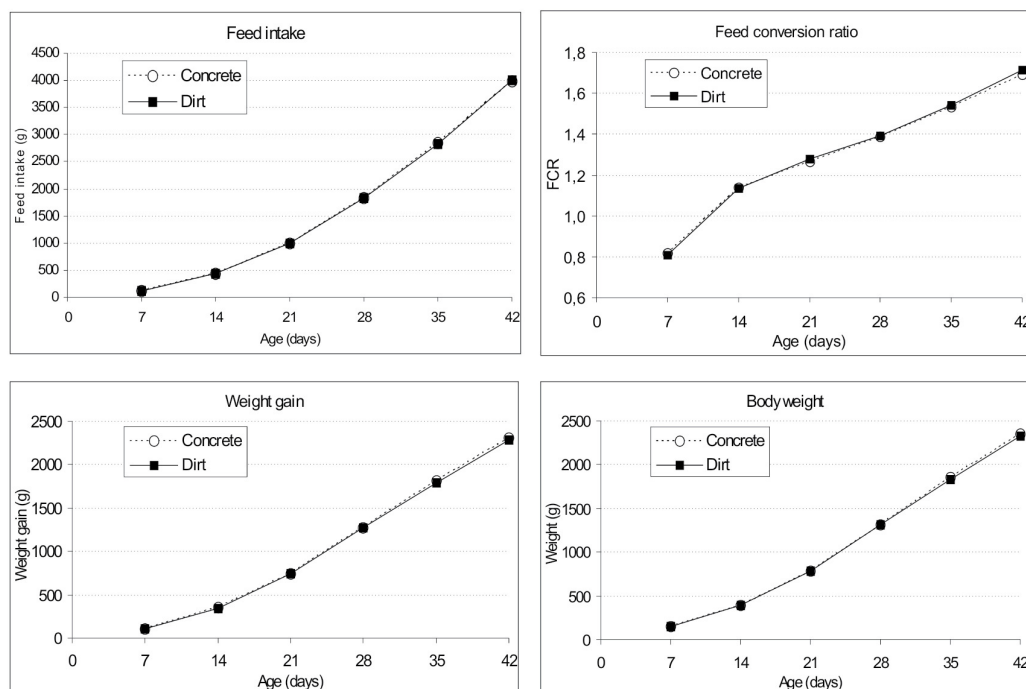 Feed intake
4500
4000
3500
3000
2500
2000
1500
1000
500
0
Feed intake (g)
Concrete
Dirt
0 7 14 21 28 35 42
Age (days)
Feed conversion ratio
1,8
1,6
1,4
1,2
1,0
0,8
0,6
FCR
Concrete
Dirt
0 7 14 21 28 35 42
Age (days)
Weight gain
2500
2000
1500
1000
500
0
Weight gain (g)
Concrete
Dirt
0 7 14 21 28 35 42
Age (days)
Body weight
2500
2000
1500
1000
500
0
Weight (g)
Concrete
Dirt
0 7 14 21 28 35 42
Age (days)